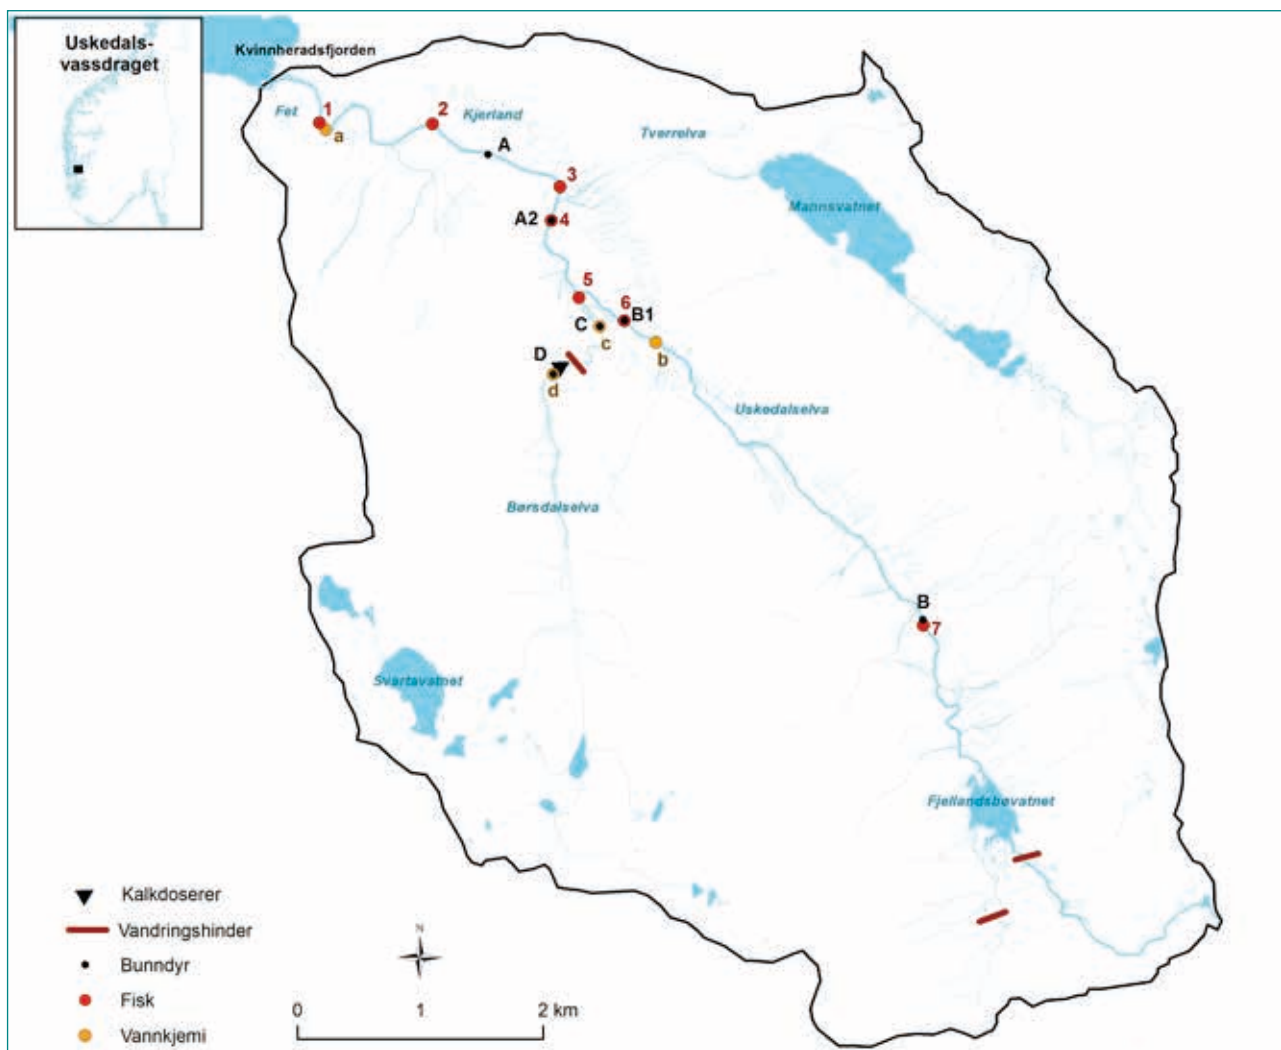 Uskedals-
vassdraget
Kvinnheradsfjorden
Fet
1
a
2
Kjerland
A
Tverrelva
3
A2
4
Mannsvatnet
5
6
B1
C
c
b
D
d
Uskedalselva
Børsdalselva
B
7
Svartavatnet
Fjellandsbøvatnet
Kalkdoserer
Vandringshinder
Bunndyr
Fisk
Vannkjemi
N
0 1 2 km